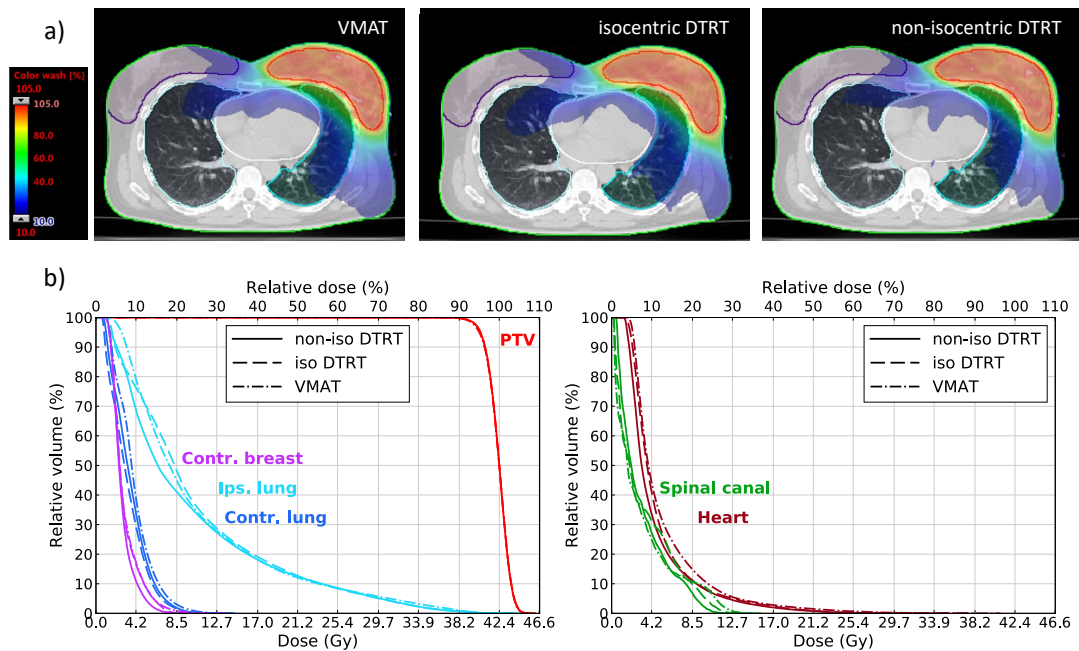 a)
VMAT
isocentric DTRT
non-isocentric DTRT
Color wash [%]
105.0
105.0
80.0
60.0
40.0
10.0
10.0
b)
Relative dose (%)
0 10 20 30 40 50 60 70 80 90 100 110
100
90
80
70
60
50
40
30
20
10
0
Relative volume (%)
non-iso DTRT
iso DTRT
VMAT
PTV
Contr. breast
Ips. lung
Contr. lung
0.0 4.2 8.5 12.7 17.0 21.2 25.4 29.7 33.9 38.2 42.4 46.6
Dose (Gy)
Relative dose (%)
0 10 20 30 40 50 60 70 80 90 100 110
100
90
80
70
60
50
40
30
20
10
0
Relative volume (%)
non-iso DTRT
iso DTRT
VMAT
Spinal canal
Heart
0.0 4.2 8.5 12.7 17.0 21.2 25.4 29.7 33.9 38.2 42.4 46.6
Dose (Gy)